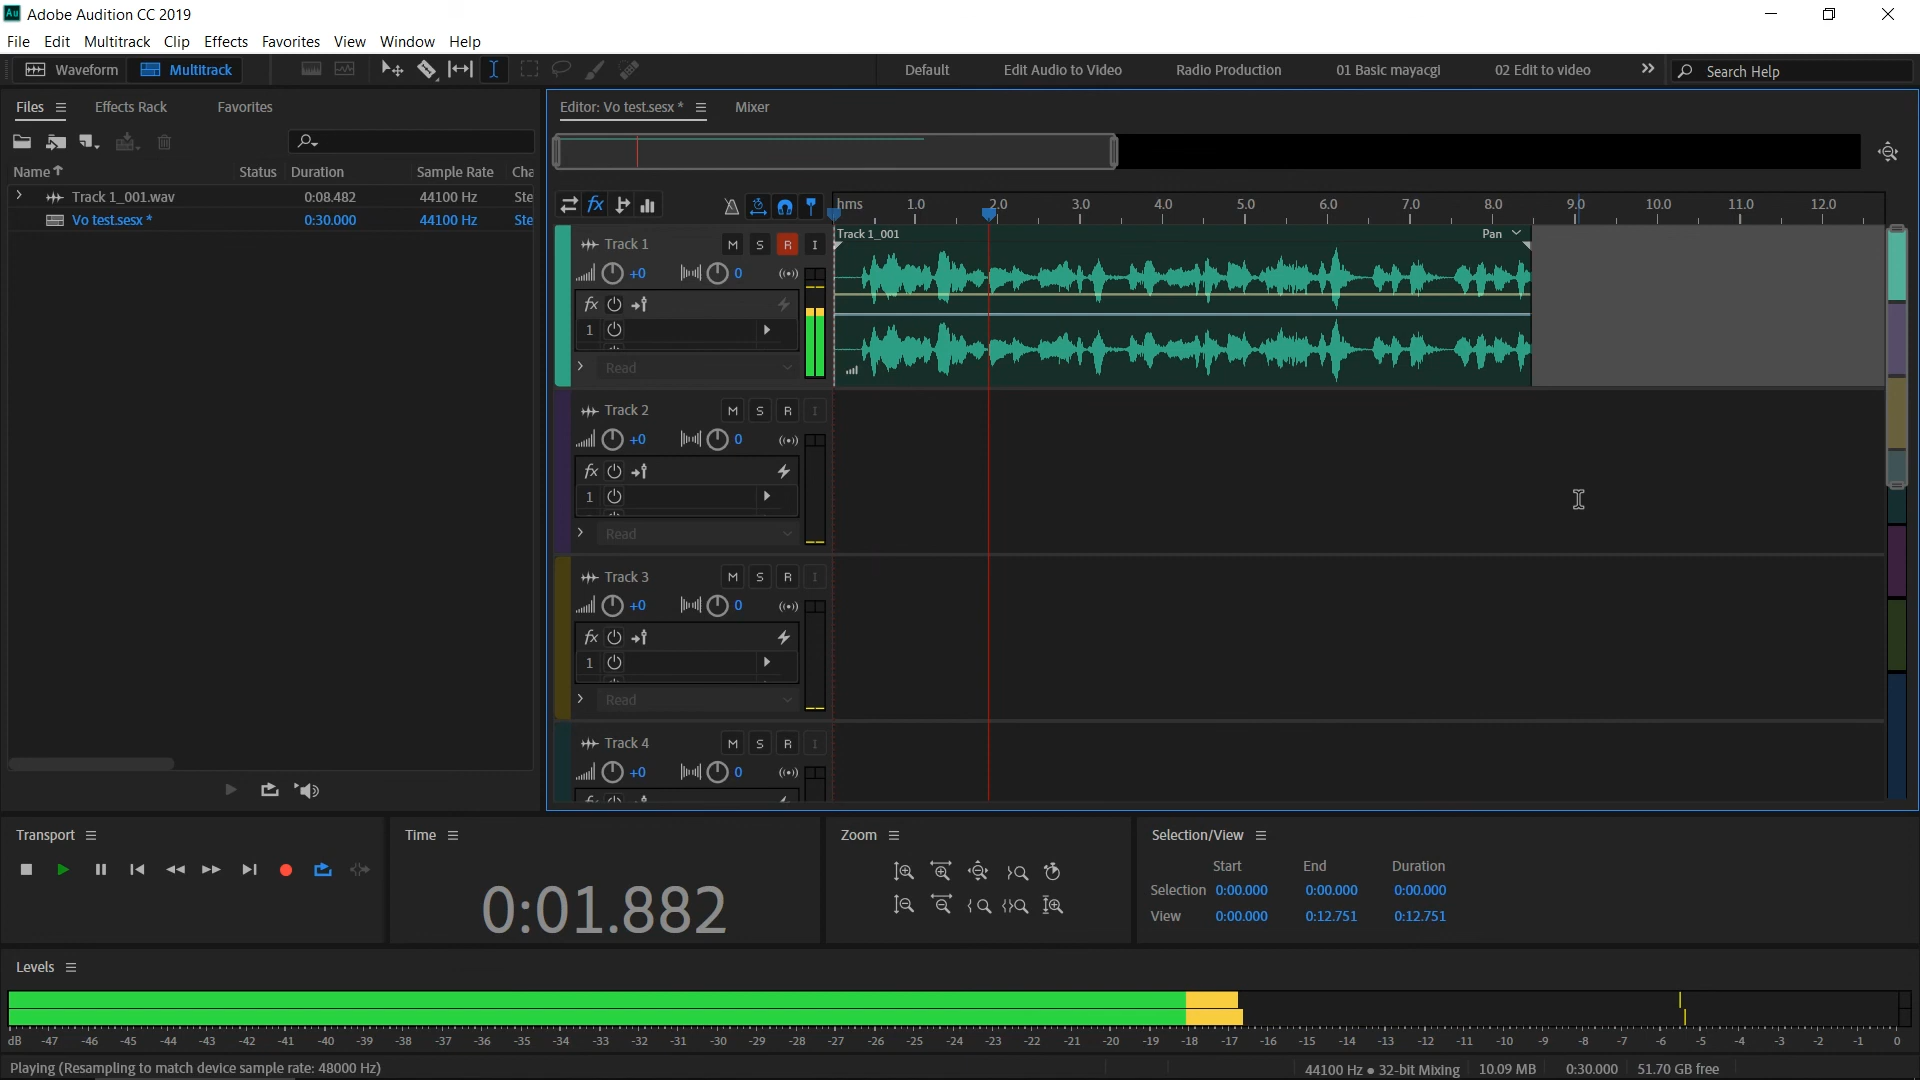 Au Adobe Audition CC 2019
File Edit Multitrack Clip Effects Favorites View Window Help
Waveform Multitrack Default Edit Audio to Video Radio Production 01 Basic mayacgi 02 Edit to video » Search Help
Files Effects Rack Favorites
Name Status Duration Sample Rate Cha
Track 1_001.wav 0:08.482 44100 Hz Ste
Vo test.sesx * 0:30.000 44100 Hz Ste
Editor: Vo test.sesx * Mixer
fx hms 1.0 2.0 3.0 4.0 5.0 6.0 7.0 8.0 9.0 10.0 11.0 12.0
Track 1_001 Pan
Track 1 M S R I
+0 0
fx
1
Read
Track 2 M S R I
+0 0
fx
1
Read
Track 3 M S R I
+0 0
fx
1
Read
Track 4 M S R I
+0 0
fx
Transport
Time
0:01.882
Zoom
Selection/View
Start End Duration
Selection 0:00.000 0:00.000 0:00.000
View 0:00.000 0:12.751 0:12.751
Levels
dB -47 -46 -45 -44 -43 -42 -41 -40 -39 -38 -37 -36 -35 -34 -33 -32 -31 -30 -29 -28 -27 -26 -25 -24 -23 -22 -21 -20 -19 -18 -17 -16 -15 -14 -13 -12 -11 -10 -9 -8 -7 -6 -5 -4 -3 -2 -1 0
Playing (Resampling to match device sample rate: 48000 Hz) 44100 Hz ● 32-bit Mixing 10.09 MB 0:30.000 51.70 GB free